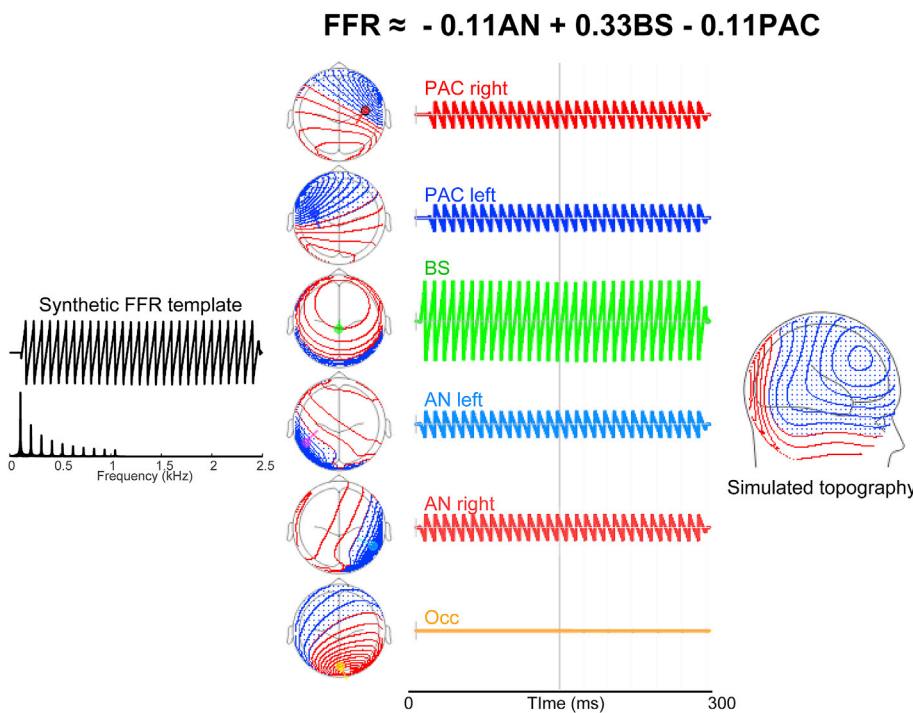 FFR ≈ - 0.11AN + 0.33BS - 0.11PAC
PAC right
PAC left
BS
Synthetic FFR template
AN left
0 0.5 1 1.5 2 2.5
Frequency (kHz)
Simulated topography
AN right
Occ
0 TIme (ms) 300